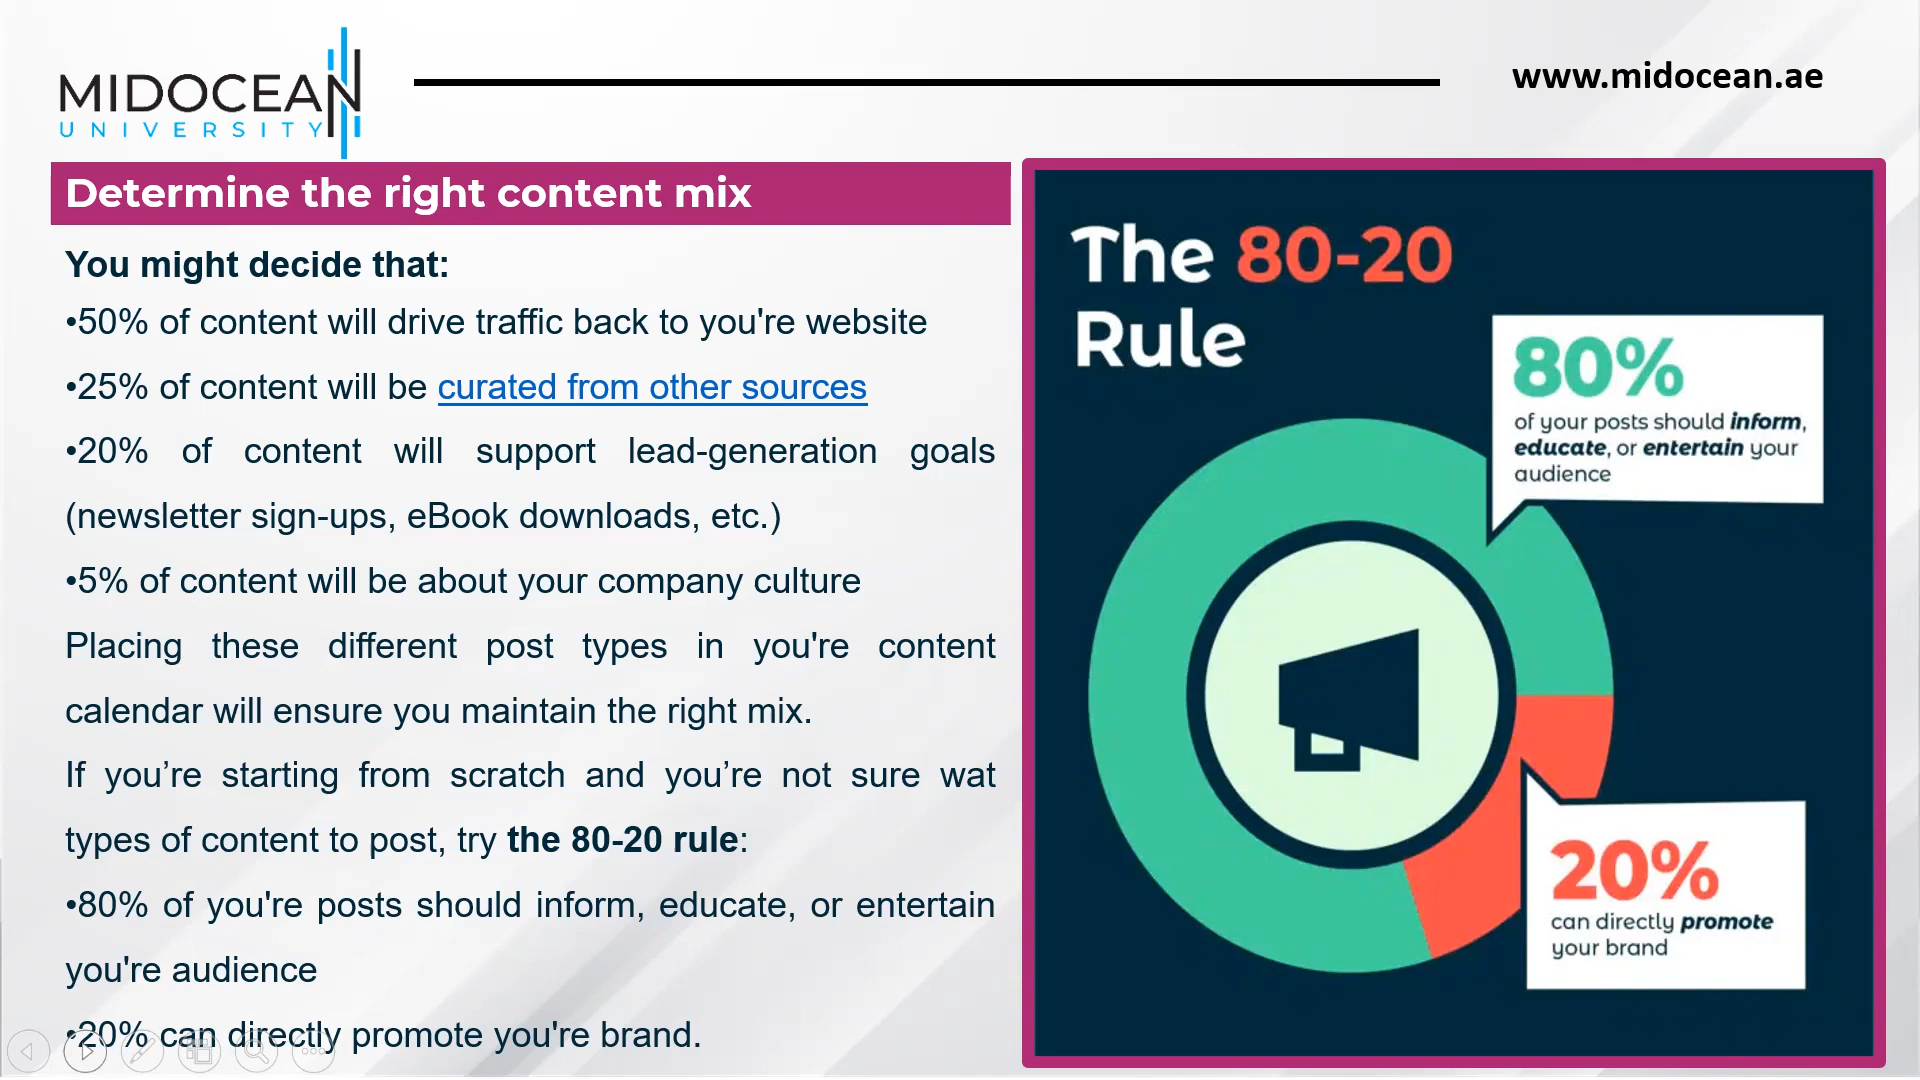 MIDOCEAN
UNIVERSITY
www.midocean.ae
Determine the right content mix
You might decide that:
•50% of content will drive traffic back to you're website
•25% of content will be curated from other sources
•20% of content will support lead-generation goals
(newsletter sign-ups, eBook downloads, etc.)
•5% of content will be about your company culture
Placing these different post types in you're content
calendar will ensure you maintain the right mix.
If you’re starting from scratch and you’re not sure wat
types of content to post, try the 80-20 rule:
•80% of you're posts should inform, educate, or entertain
you're audience
•20% can directly promote you're brand.
The 80-20
Rule
80%
of your posts should inform,
educate, or entertain your
audience
20%
can directly promote
your brand